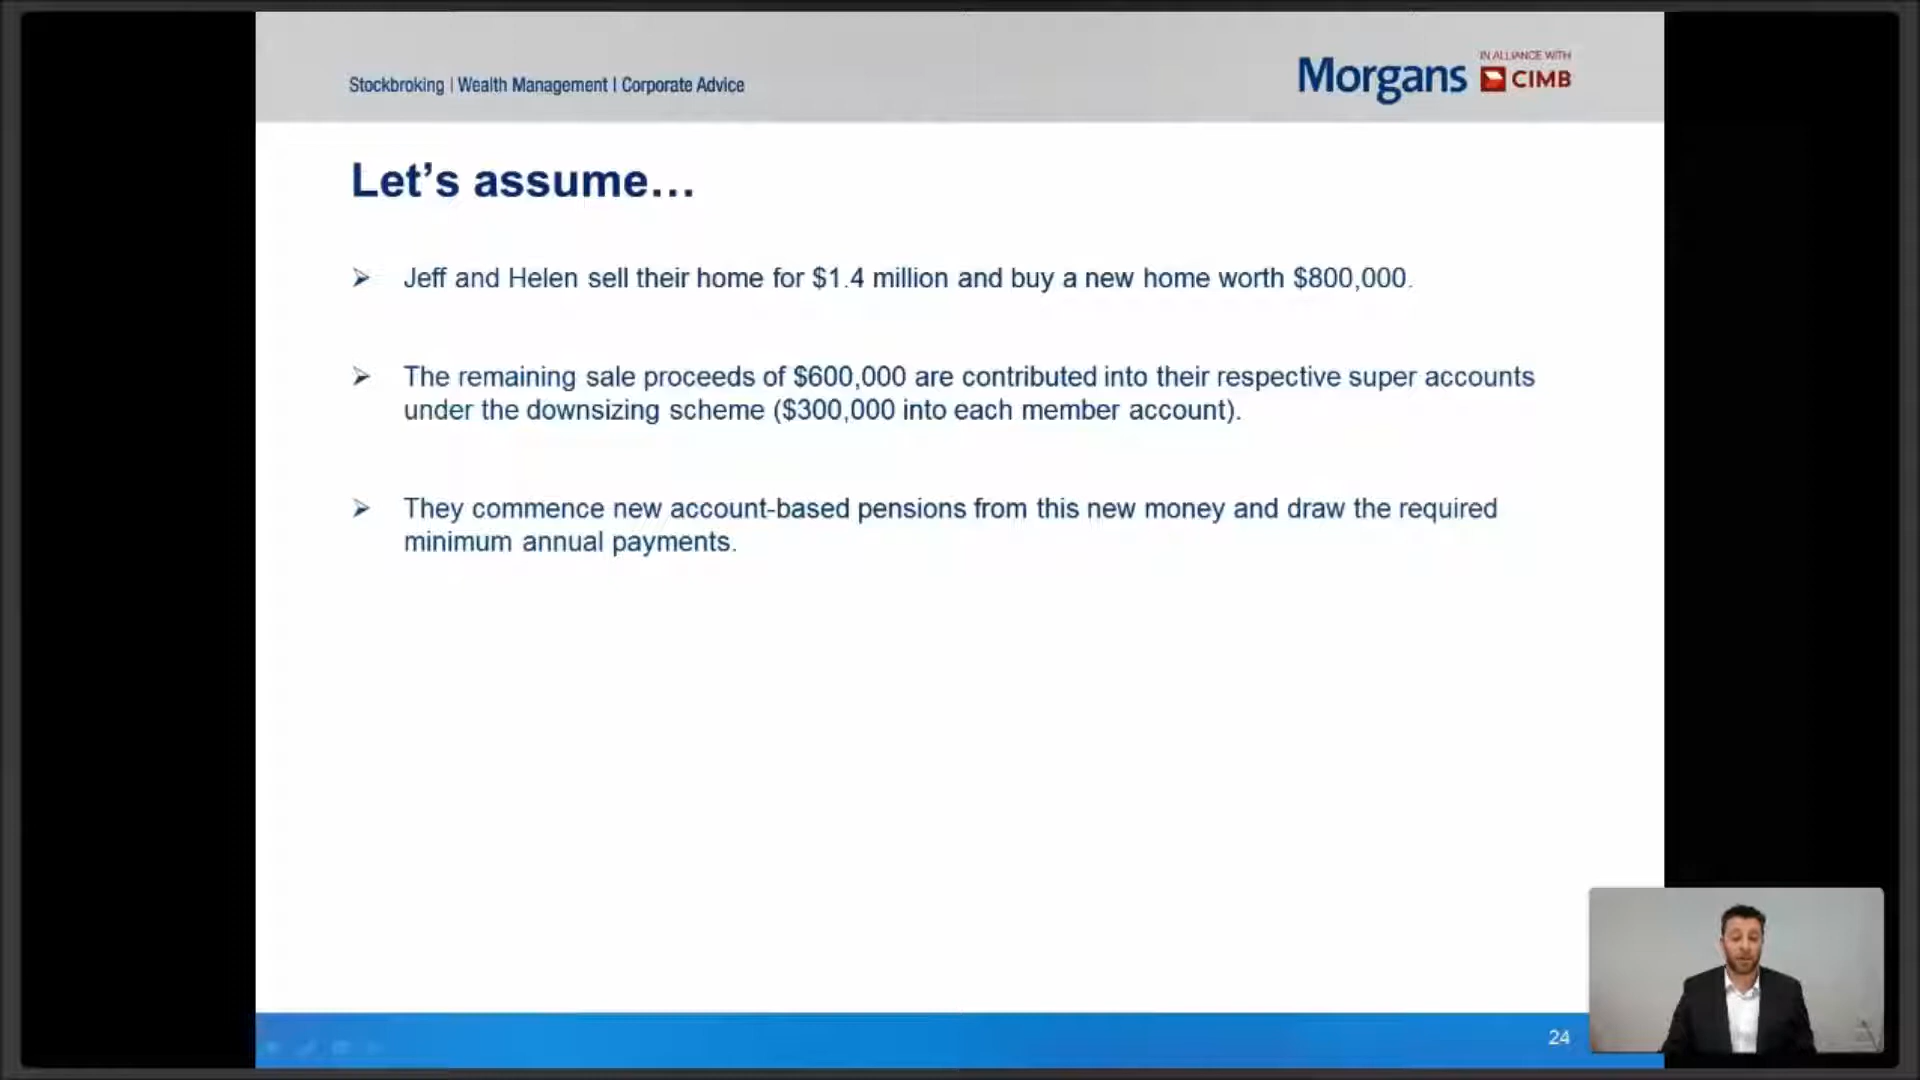 Stockbroking | Wealth Management | Corporate Advice
Morgans
IN ALLIANCE WITH
CIMB
Let’s assume…
Jeff and Helen sell their home for $1.4 million and buy a new home worth $800,000.
The remaining sale proceeds of $600,000 are contributed into their respective super accounts
under the downsizing scheme ($300,000 into each member account).
They commence new account-based pensions from this new money and draw the required
minimum annual payments.
24